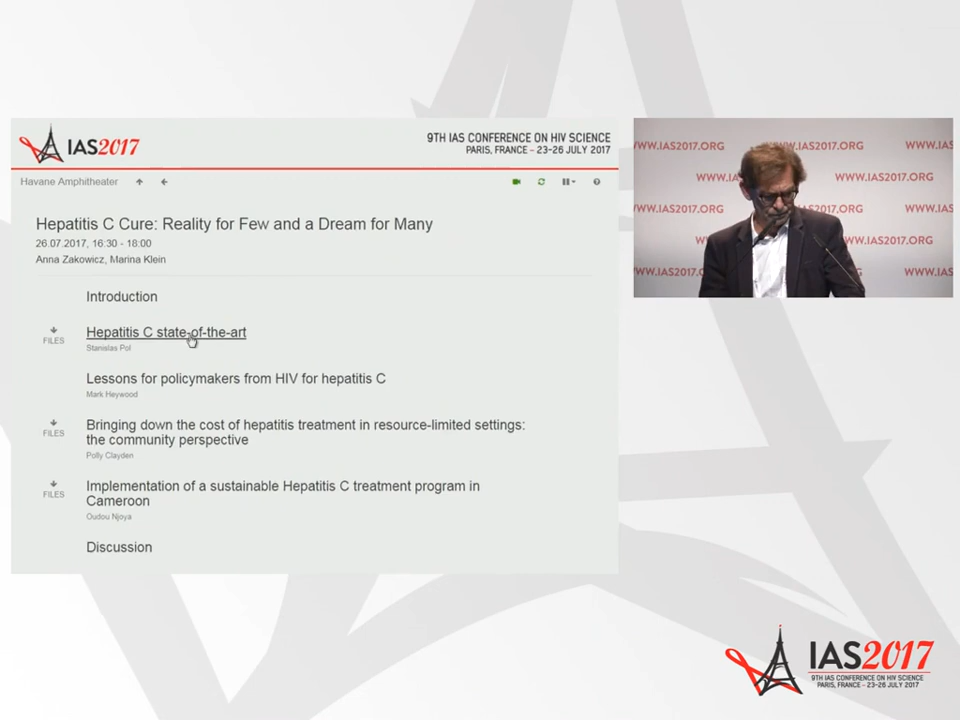 IAS2017
9TH IAS CONFERENCE ON HIV SCIENCE
PARIS, FRANCE – 23-26 JULY 2017
Havane Amphitheater
Hepatitis C Cure: Reality for Few and a Dream for Many
26.07.2017, 16:30 - 18:00
Anna Zakowicz, Marina Klein
Introduction
FILES
Hepatitis C state-of-the-art
Stanislas Pol
Lessons for policymakers from HIV for hepatitis C
Mark Heywood
FILES
Bringing down the cost of hepatitis treatment in resource-limited settings:
the community perspective
Polly Clayden
FILES
Implementation of a sustainable Hepatitis C treatment program in
Cameroon
Oudou Njoya
Discussion
WWW.IAS2017.ORG WWW.IAS2017.ORG WWW.IAS
WWW.IAS2017.ORG
WWW.IAS2017.ORG WWW.IAS2017.ORG WWW.IAS
WWW.IAS2017.ORG
WWW.IAS2017. WWW.IAS
IAS2017
9TH IAS CONFERENCE ON HIV SCIENCE
PARIS, FRANCE – 23-26 JULY 2017